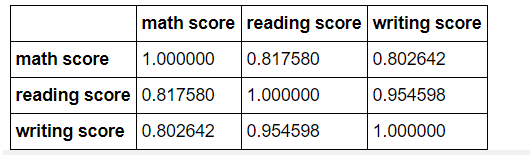 math score reading score writing score
math score 1.000000 0.817580 0.802642
reading score 0.817580 1.000000 0.954598
writing score 0.802642 0.954598 1.000000